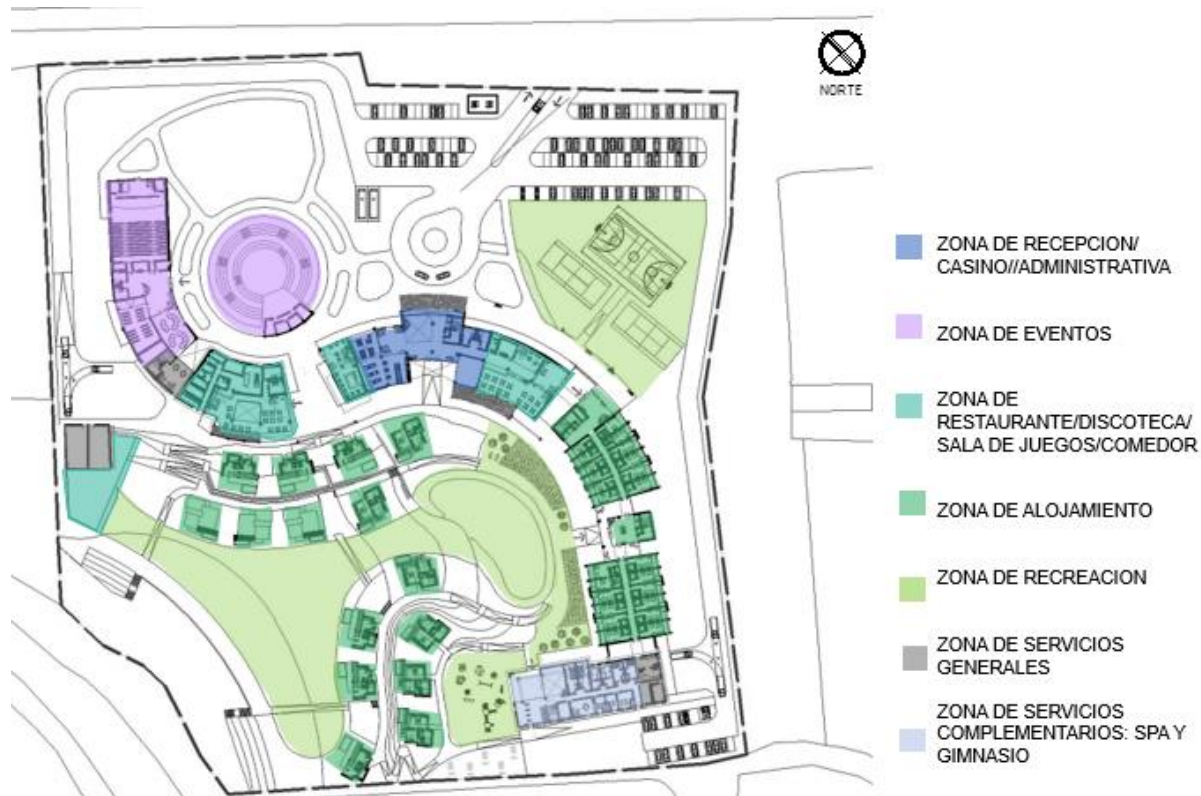 NORTE
ZONA DE RECEPCION/
CASINO//ADMINISTRATIVA
ZONA DE EVENTOS
ZONA DE
RESTAURANTE/DISCOTECA/
SALA DE JUEGOS/COMEDOR
ZONA DE ALOJAMIENTO
ZONA DE RECREACION
ZONA DE SERVICIOS
GENERALES
ZONA DE SERVICIOS
COMPLEMENTARIOS: SPA Y
GIMNASIO